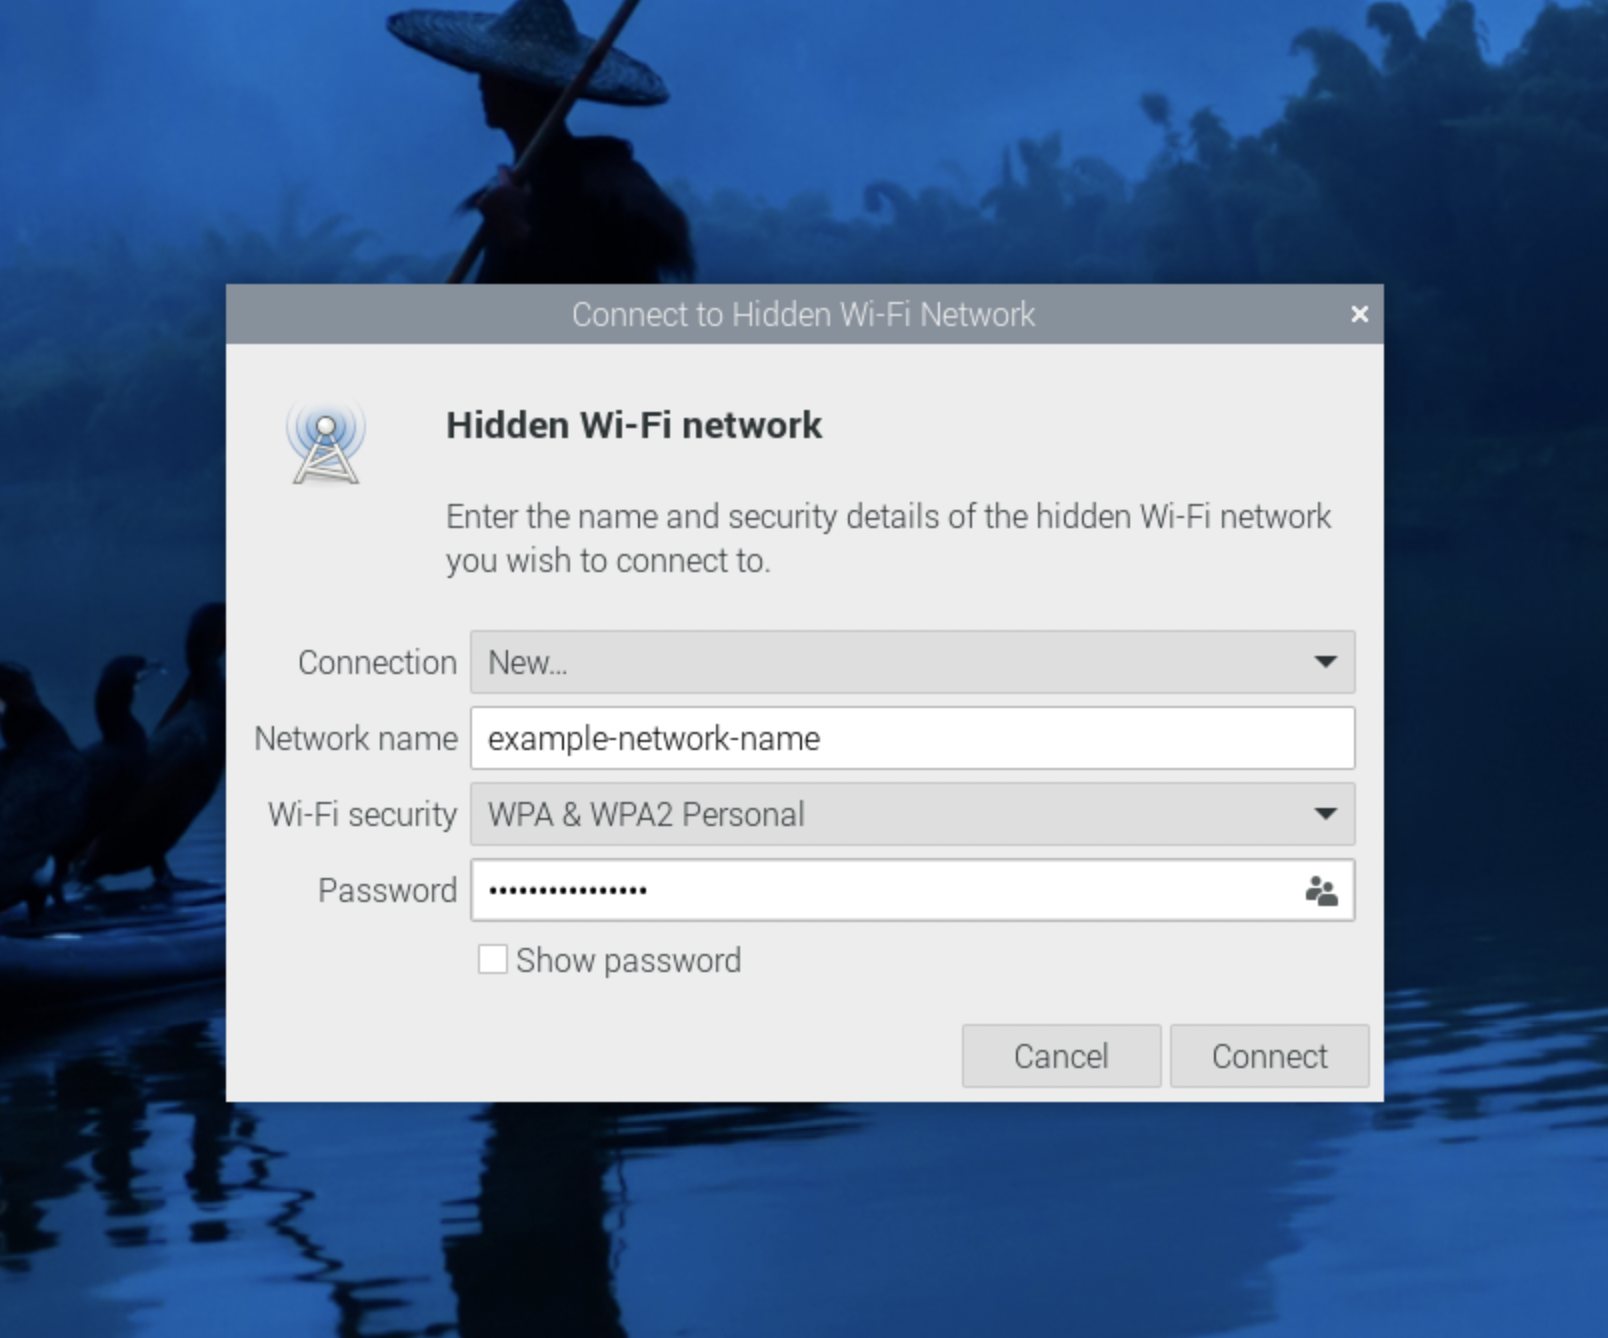 Connect to Hidden Wi-Fi Network
Hidden Wi-Fi network
Enter the name and security details of the hidden Wi-Fi network
you wish to connect to.
Connection New...
Network name example-network-name
Wi-Fi security WPA & WPA2 Personal
Password ••••••••••••••••
Show password
Cancel Connect